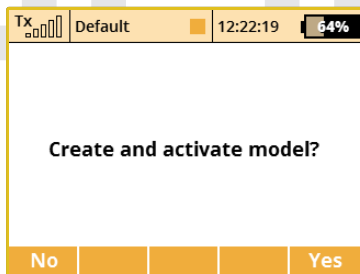 Tx Default 12:22:19 64%
Create and activate model?
No Yes